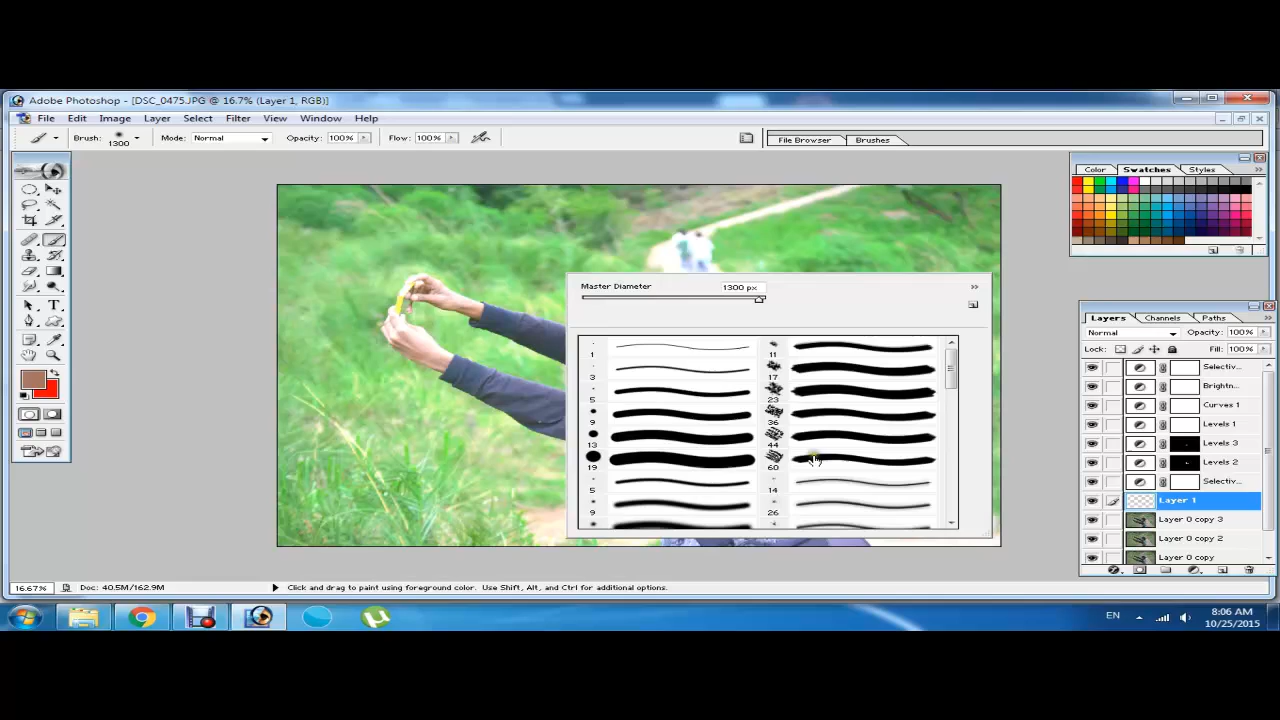 Adobe Photoshop - [DSC_0475.JPG @ 16.7% (Layer 1, RGB)]
File Edit Image Layer Select Filter View Window Help
Brush: 1300 Mode: Normal Opacity: 100% Flow: 100% File Browser Brushes
Color Swatches Styles
Master Diameter 1300 px
1 11
3 17
5 23
9 36
13 44
19 60
5 14
9 26
Layers Channels Paths
Normal Opacity: 100%
Lock: Fill: 100%
Selectiv...
Brightn...
Curves 1
Levels 1
Levels 3
Levels 2
Selectiv...
Layer 1
Layer 0 copy 3
Layer 0 copy 2
Layer 0 copy
16.67% Doc: 40.5M/162.9M Click and drag to paint using foreground color. Use Shift, Alt, and Ctrl for additional options.
EN 8:06 AM
10/25/2015